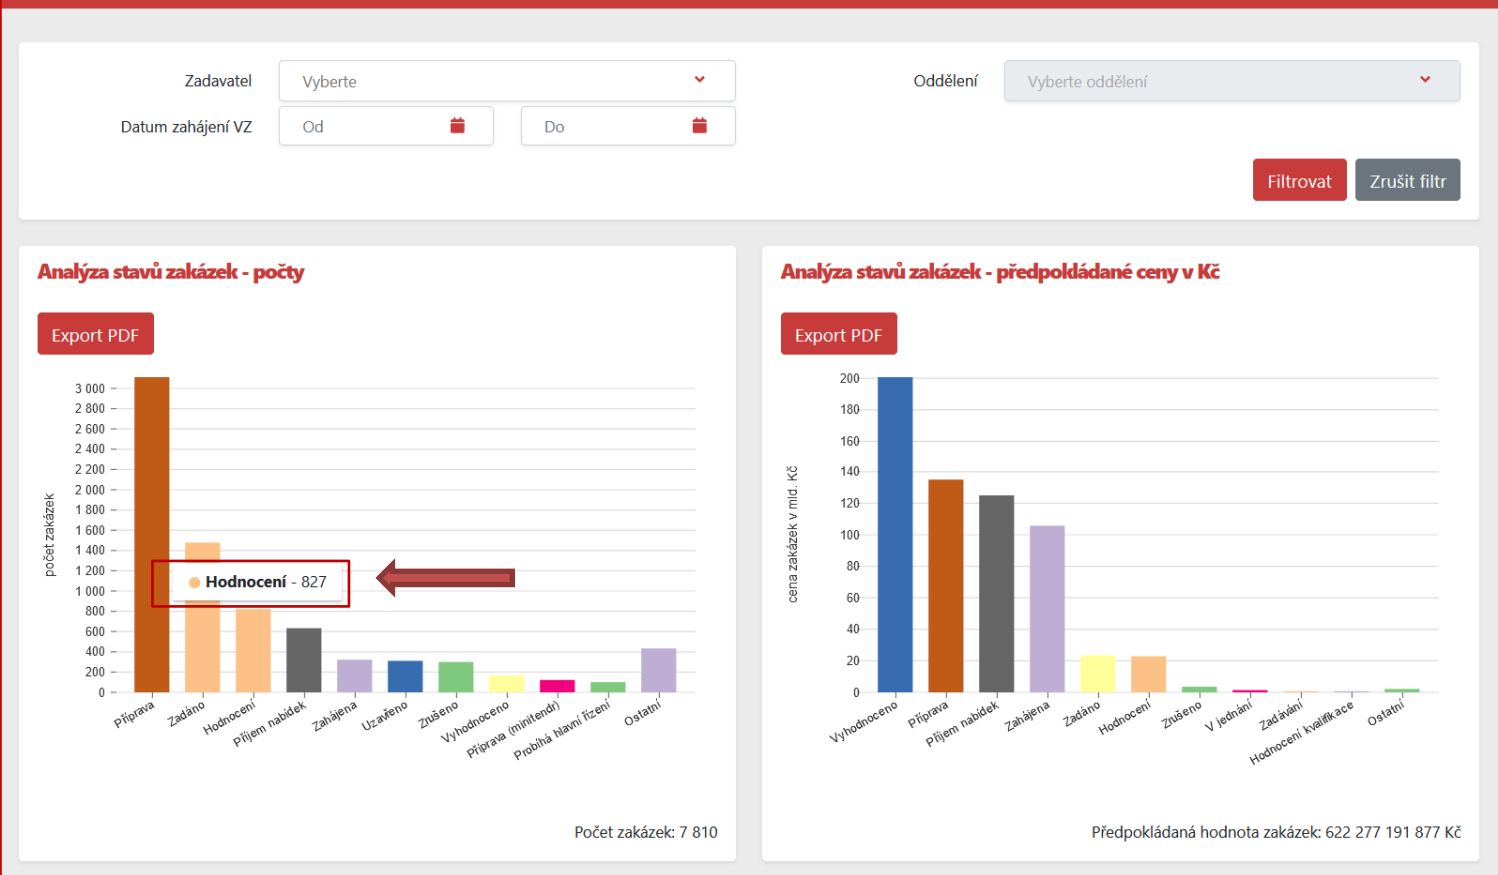 Zadavatel
Vyberte
Oddělení
Vyberte oddělení
Datum zahájení VZ
Od
Do
Filtrovat
Zrušit filtr
Analýza stavů zakázek - počty
Export PDF
počet zakázek
3 000
2 800
2 600
2 400
2 200
2 000
1 800
1 600
1 400
1 200
1 000
800
600
400
200
0
Hodnocení - 827
Příprava
Zadáno
Hodnocení
Příjem nabídek
Zahájena
Uzavřeno
Zrušeno
Vyhodnoceno
Příprava (minitendr)
Probíhá hlavní řízení
Ostatní
Počet zakázek: 7 810
Analýza stavů zakázek - předpokládané ceny v Kč
Export PDF
cena zakázek v mld. Kč
200
180
160
140
120
100
80
60
40
20
0
Vyhodnoceno
Příprava
Příjem nabídek
Zahájena
Zadáno
Hodnocení
Zrušeno
V jednání
Zadávání
Hodnocení kvalifikace
Ostatní
Předpokládaná hodnota zakázek: 622 277 191 877 Kč